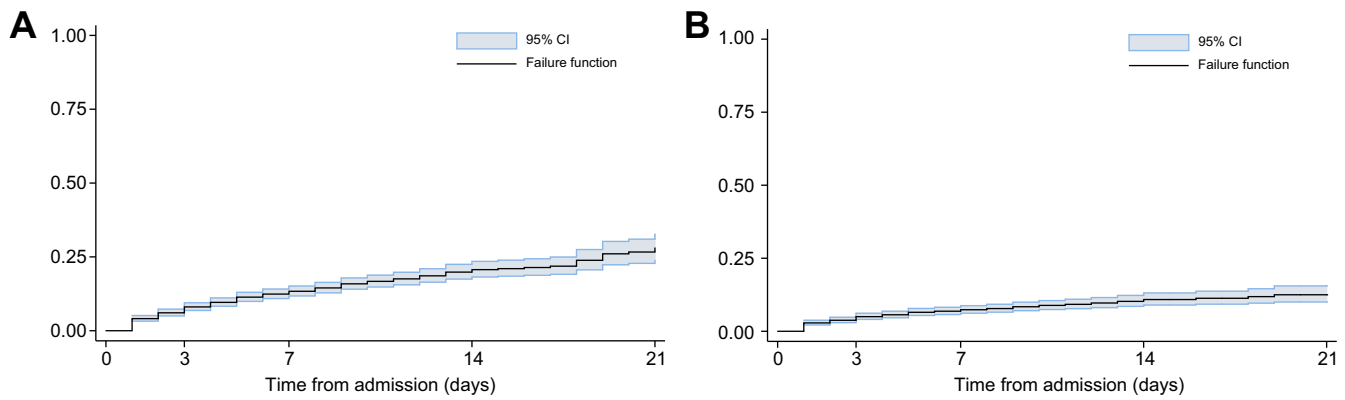 A
1.00
0.75
0.50
0.25
0.00
95% CI
Failure function
0 3 7 14 21
Time from admission (days)
B
1.00
0.75
0.50
0.25
0.00
95% CI
Failure function
0 3 7 14 21
Time from admission (days)